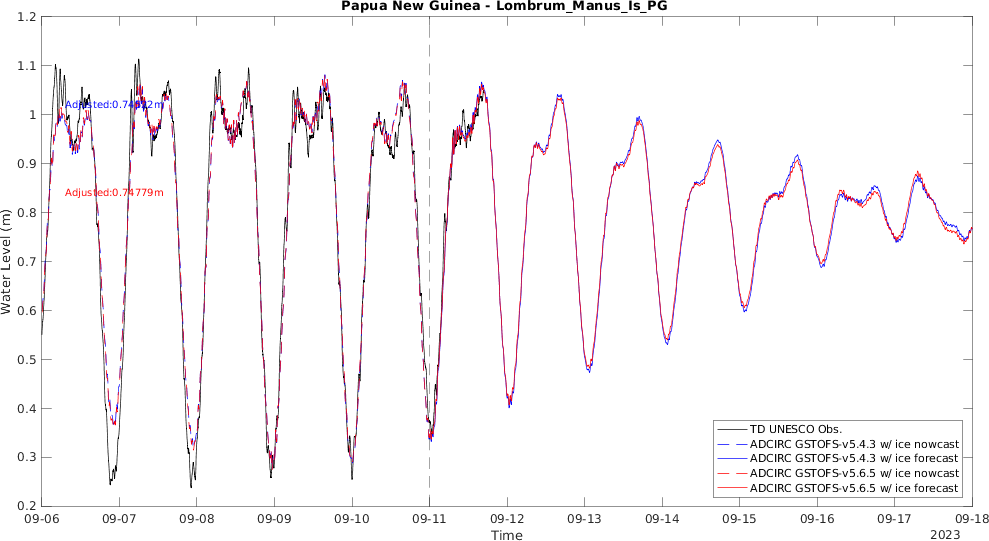 Papua New Guinea - Lombrum_Manus_Is_PG
1.2
1.1
1
0.9
0.8
0.7
0.6
0.5
0.4
0.3
0.2
Water Level (m)
Adjusted:0.74522m
Adjusted:0.74779m
TD UNESCO Obs.
ADCIRC GSTOFS-v5.4.3 w/ ice nowcast
ADCIRC GSTOFS-v5.4.3 w/ ice forecast
ADCIRC GSTOFS-v5.6.5 w/ ice nowcast
ADCIRC GSTOFS-v5.6.5 w/ ice forecast
09-06 09-07 09-08 09-09 09-10 09-11 09-12 09-13 09-14 09-15 09-16 09-17 09-18
Time
2023